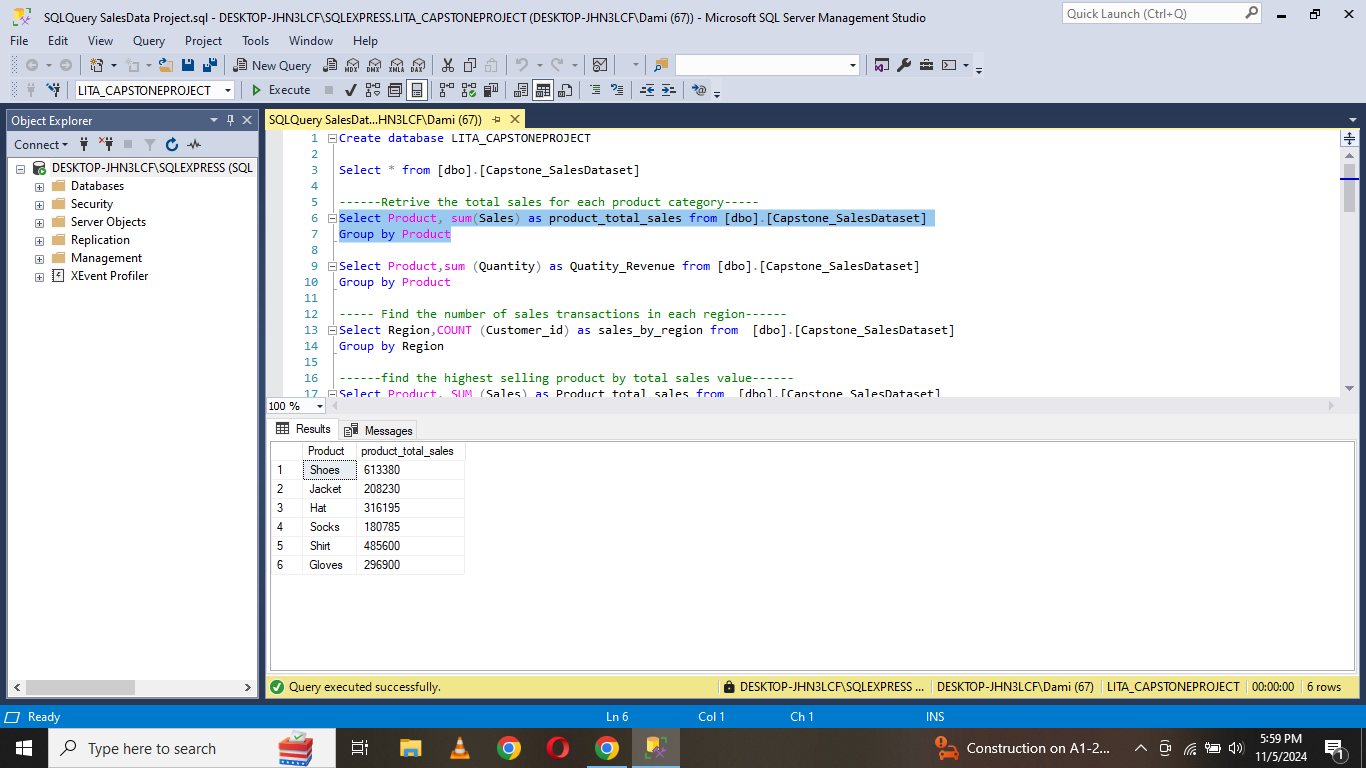 SQLQuery SalesData Project.sql - DESKTOP-JHN3LCF\SQLEXPRESS.LITA_CAPSTONEPROJECT (DESKTOP-JHN3LCF\Dami (67)) - Microsoft SQL Server Management Studio
Quick Launch (Ctrl+Q)
File Edit View Query Project Tools Window Help
New Query MDX DMX XMLA DAX
LITA_CAPSTONEPROJECT Execute
Object Explorer
Connect
DESKTOP-JHN3LCF\SQLEXPRESS (SQL
Databases
Security
Server Objects
Replication
Management
XEvent Profiler
SQLQuery SalesDat...HN3LCF\Dami (67))
1 Create database LITA_CAPSTONEPROJECT
2
3 Select * from [dbo].[Capstone_SalesDataset]
4
5 ------Retrive the total sales for each product category-----
6 Select Product, sum(Sales) as product_total_sales from [dbo].[Capstone_SalesDataset]
7 Group by Product
8
9 Select Product,sum (Quantity) as Quatity_Revenue from [dbo].[Capstone_SalesDataset]
10 Group by Product
11
12 ----- Find the number of sales transactions in each region------
13 Select Region,COUNT (Customer_id) as sales_by_region from  [dbo].[Capstone_SalesDataset]
14 Group by Region
15
16 ------find the highest selling product by total sales value------
17 Select Product, SUM (Sales) as Product_total_sales from  [dbo].[Capstone_SalesDataset]
100 %
Results Messages
Product product_total_sales
1 Shoes 613380
2 Jacket 208230
3 Hat 316195
4 Socks 180785
5 Shirt 485600
6 Gloves 296900
Query executed successfully. DESKTOP-JHN3LCF\SQLEXPRESS ... DESKTOP-JHN3LCF\Dami (67) LITA_CAPSTONEPROJECT 00:00:00 6 rows
Ready Ln 6 Col 1 Ch 1 INS
Type here to search
Construction on A1-2...
5:59 PM
11/5/2024
1